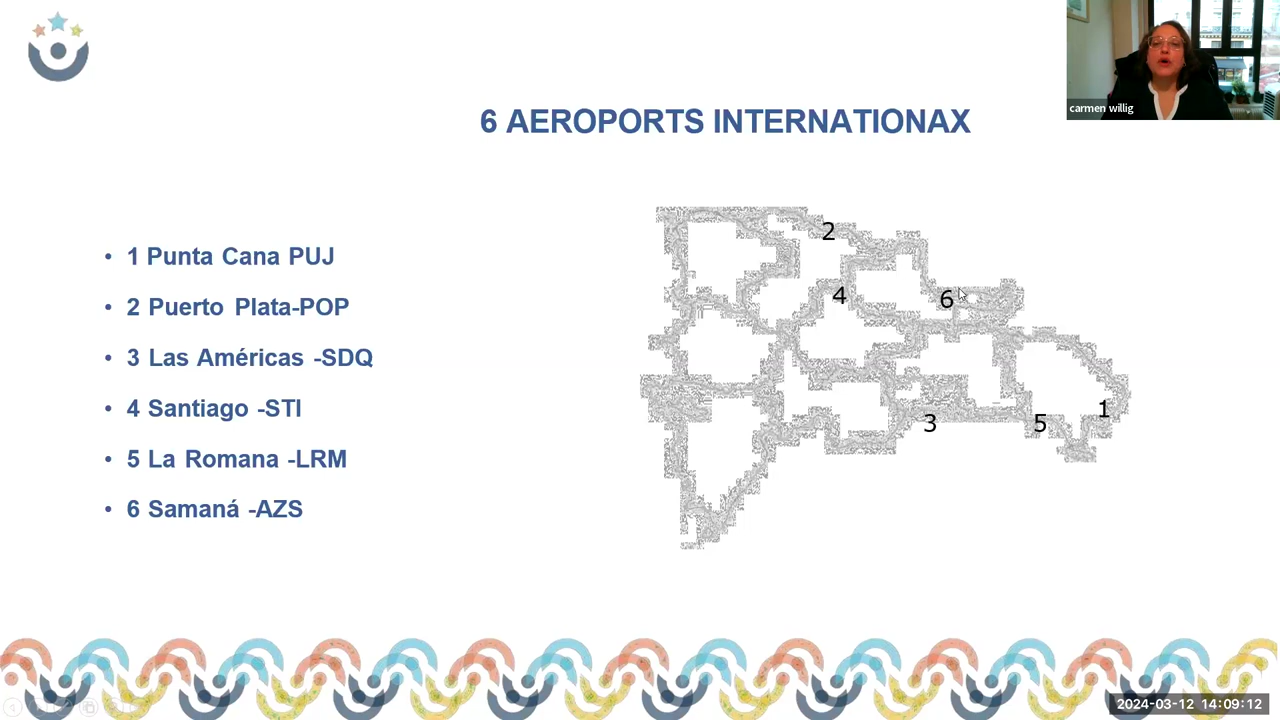 carmen willig
6 AEROPORTS INTERNATIONAX
• 1 Punta Cana PUJ
• 2 Puerto Plata-POP
• 3 Las Américas -SDQ
• 4 Santiago -STI
• 5 La Romana -LRM
• 6 Samaná -AZS
2
4
6
1
3
5
2024-03-12 14:09:12